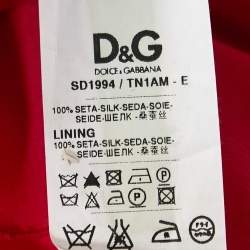 D&G
DOLCE&GABBANA
SD1994 / TN1AM - E
100% SETA-SILK-SEDA-SOIE-
SEIDE-ШЕЛК - 桑蚕丝
LINING
100% SETA-SILK-SEDA-SOIE-
SEIDE-ШЕЛК - 桑蚕丝